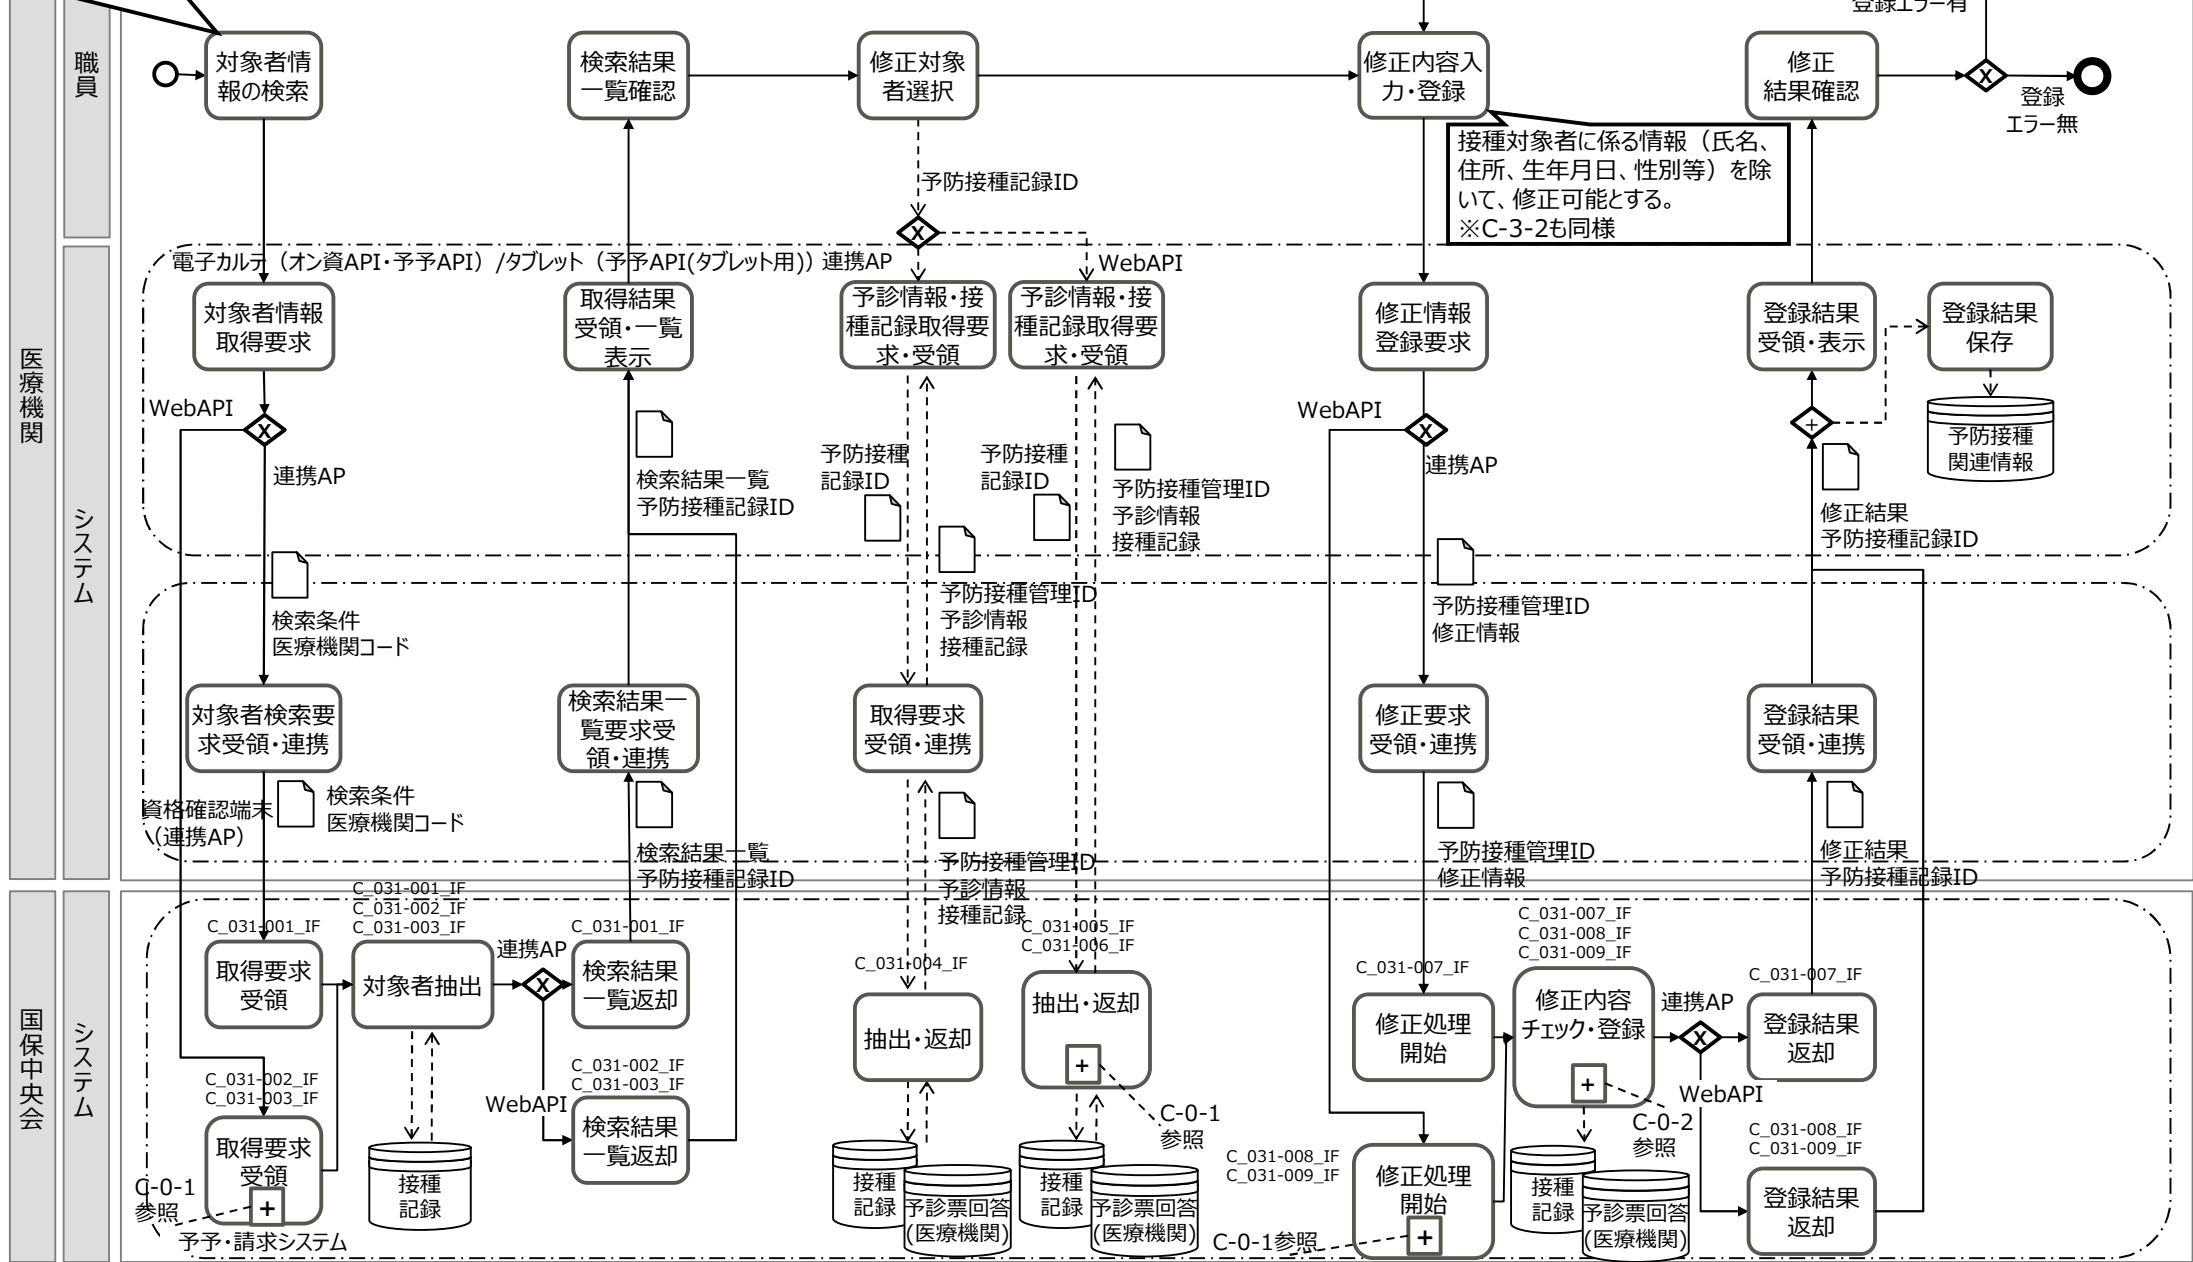 医療機関
職員
システム
国保中央会
システム
登録エラー有
対象者情
報の検索
検索結果
一覧確認
修正対象
者選択
修正内容入
力・登録
修正
結果確認
X
登録
エラー無
接種対象者に係る情報（氏名、
住所、生年月日、性別等）を除
いて、修正可能とする。
※C-3-2も同様
予防接種記録ID
X
電子カルテ（オン資API・予予API）/タブレット（予予API(タブレット用)）
連携AP
WebAPI
対象者情報
取得要求
取得結果
受領・一覧
表示
予診情報・接
種記録取得要
求・受領
予診情報・接
種記録取得要
求・受領
修正情報
登録要求
登録結果
受領・表示
登録結果
保存
WebAPI
X
連携AP
検索結果一覧
予防接種記録ID
予防接種
記録ID
予防接種
記録ID
予防接種管理ID
予診情報
接種記録
WebAPI
X
連携AP
+
予防接種
関連情報
修正結果
予防接種記録ID
検索条件
医療機関コード
予防接種管理ID
予診情報
接種記録
予防接種管理ID
修正情報
対象者検索要
求受領・連携
検索結果一
覧要求受
領・連携
取得要求
受領・連携
修正要求
受領・連携
登録結果
受領・連携
資格確認端末
（連携AP）
検索条件
医療機関コード
検索結果一覧
予防接種記録ID
予防接種管理ID
予診情報
接種記録
予防接種管理ID
修正情報
修正結果
予防接種記録ID
C_031-001_IF
取得要求
受領
C_031-001_IF
C_031-002_IF
C_031-003_IF
対象者抽出
連携AP
X
C_031-001_IF
検索結果
一覧返却
WebAPI
C_031-002_IF
C_031-003_IF
検索結果
一覧返却
C_031-002_IF
C_031-003_IF
取得要求
受領
+
C-0-1
参照
予予・請求システム
接種
記録
C_031-004_IF
抽出・返却
接種
記録
予診票回答
(医療機関)
C_031-005_IF
C_031-006_IF
抽出・返却
+
C-0-1
参照
接種
記録
予診票回答
(医療機関)
C_031-007_IF
修正処理
開始
C_031-008_IF
C_031-009_IF
修正処理
開始
+
C-0-1参照
C_031-007_IF
C_031-008_IF
C_031-009_IF
修正内容
チェック・登録
+
C-0-2
参照
接種
記録
予診票回答
(医療機関)
連携AP
X
WebAPI
C_031-007_IF
登録結果
返却
C_031-008_IF
C_031-009_IF
登録結果
返却